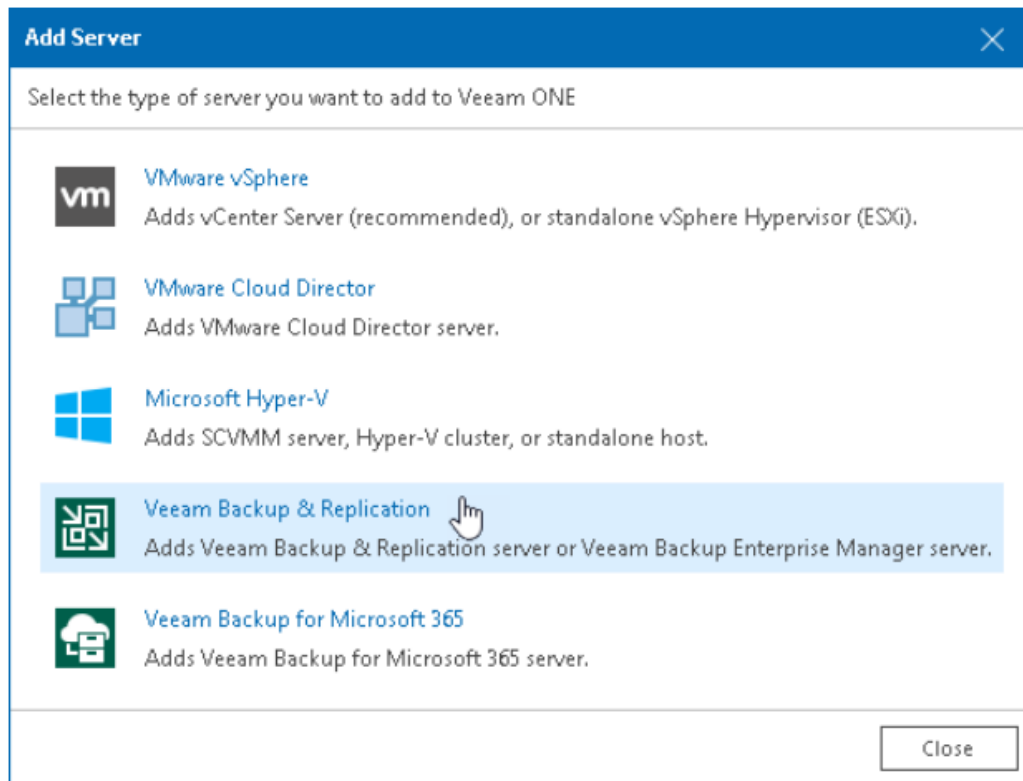 Add Server
Select the type of server you want to add to Veeam ONE
vm
VMware vSphere
Adds vCenter Server (recommended), or standalone vSphere Hypervisor (ESXi).
VMware Cloud Director
Adds VMware Cloud Director server.
Microsoft Hyper-V
Adds SCVMM server, Hyper-V cluster, or standalone host.
Veeam Backup & Replication
Adds Veeam Backup & Replication server or Veeam Backup Enterprise Manager server.
Veeam Backup for Microsoft 365
Adds Veeam Backup for Microsoft 365 server.
Close